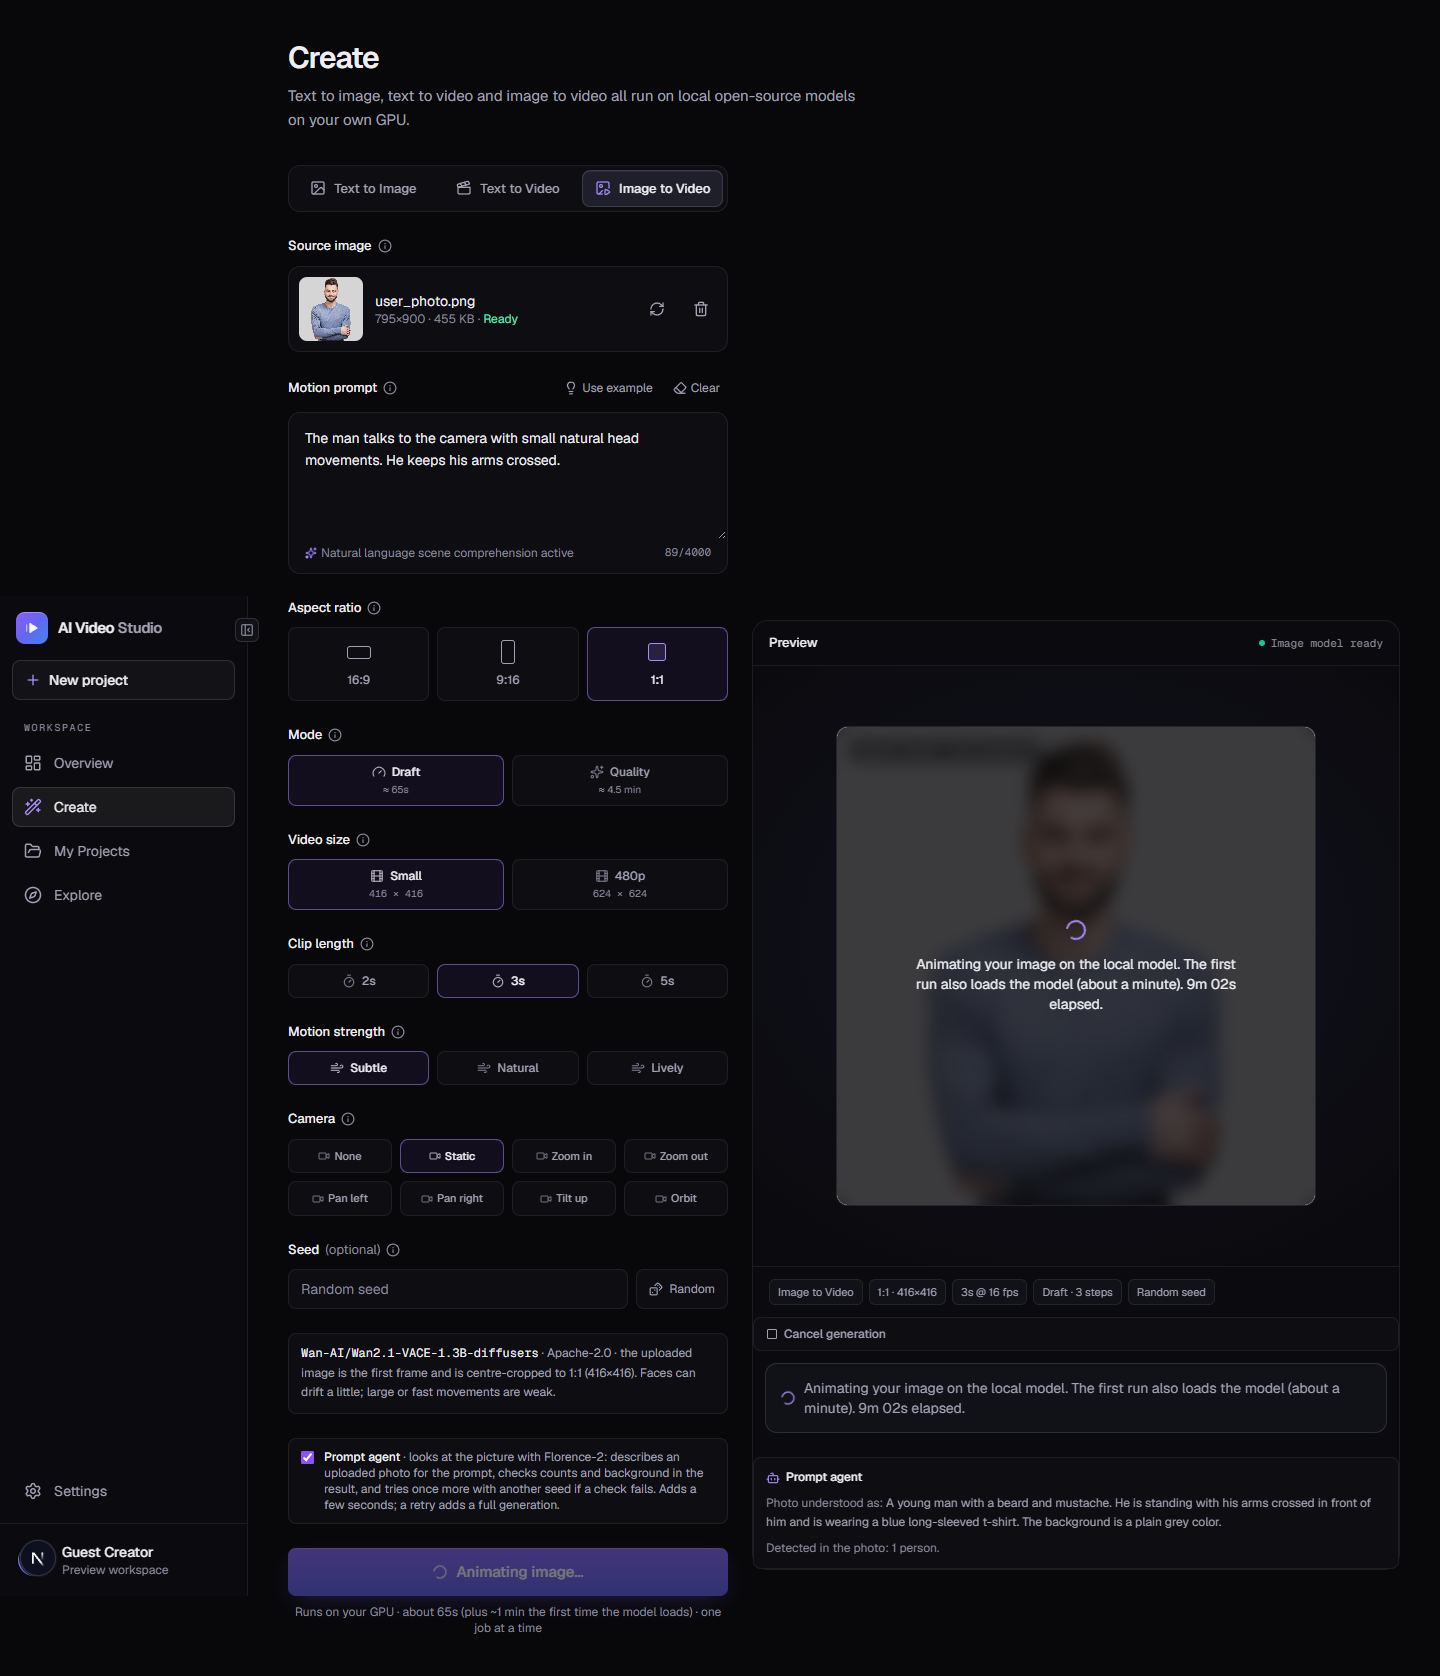 Create
Text to image, text to video and image to video all run on local open-source models
on your own GPU.
Text to Image
Text to Video
Image to Video
Source image
user_photo.png
795×900 · 455 KB · Ready
Motion prompt
Use example
Clear
The man talks to the camera with small natural head
movements. He keeps his arms crossed.
Natural language scene comprehension active
89/4000
AI Video Studio
New project
WORKSPACE
Overview
Create
My Projects
Explore
Settings
N
Guest Creator
Preview workspace
Aspect ratio
16:9
9:16
1:1
Mode
Draft
≈ 65s
Quality
≈ 4.5 min
Video size
Small
416 × 416
480p
624 × 624
Clip length
2s
3s
5s
Motion strength
Subtle
Natural
Lively
Camera
None
Static
Zoom in
Zoom out
Pan left
Pan right
Tilt up
Orbit
Seed (optional)
Random seed
Random
Wan-AI/Wan2.1-VACE-1.3B-diffusers · Apache-2.0 · the uploaded
image is the first frame and is centre-cropped to 1:1 (416×416). Faces can
drift a little; large or fast movements are weak.
Prompt agent · looks at the picture with Florence-2: describes an
uploaded photo for the prompt, checks counts and background in the
result, and tries once more with another seed if a check fails. Adds a
few seconds; a retry adds a full generation.
Animating image...
Runs on your GPU · about 65s (plus ~1 min the first time the model loads) · one
job at a time
Preview
Image model ready
Animating your image on the local model. The first
run also loads the model (about a minute). 9m 02s
elapsed.
Image to Video
1:1 · 416×416
3s @ 16 fps
Draft · 3 steps
Random seed
Cancel generation
Animating your image on the local model. The first run also loads the model (about a
minute). 9m 02s elapsed.
Prompt agent
Photo understood as: A young man with a beard and mustache. He is standing with his arms crossed in front of
him and is wearing a blue long-sleeved t-shirt. The background is a plain grey color.
Detected in the photo: 1 person.